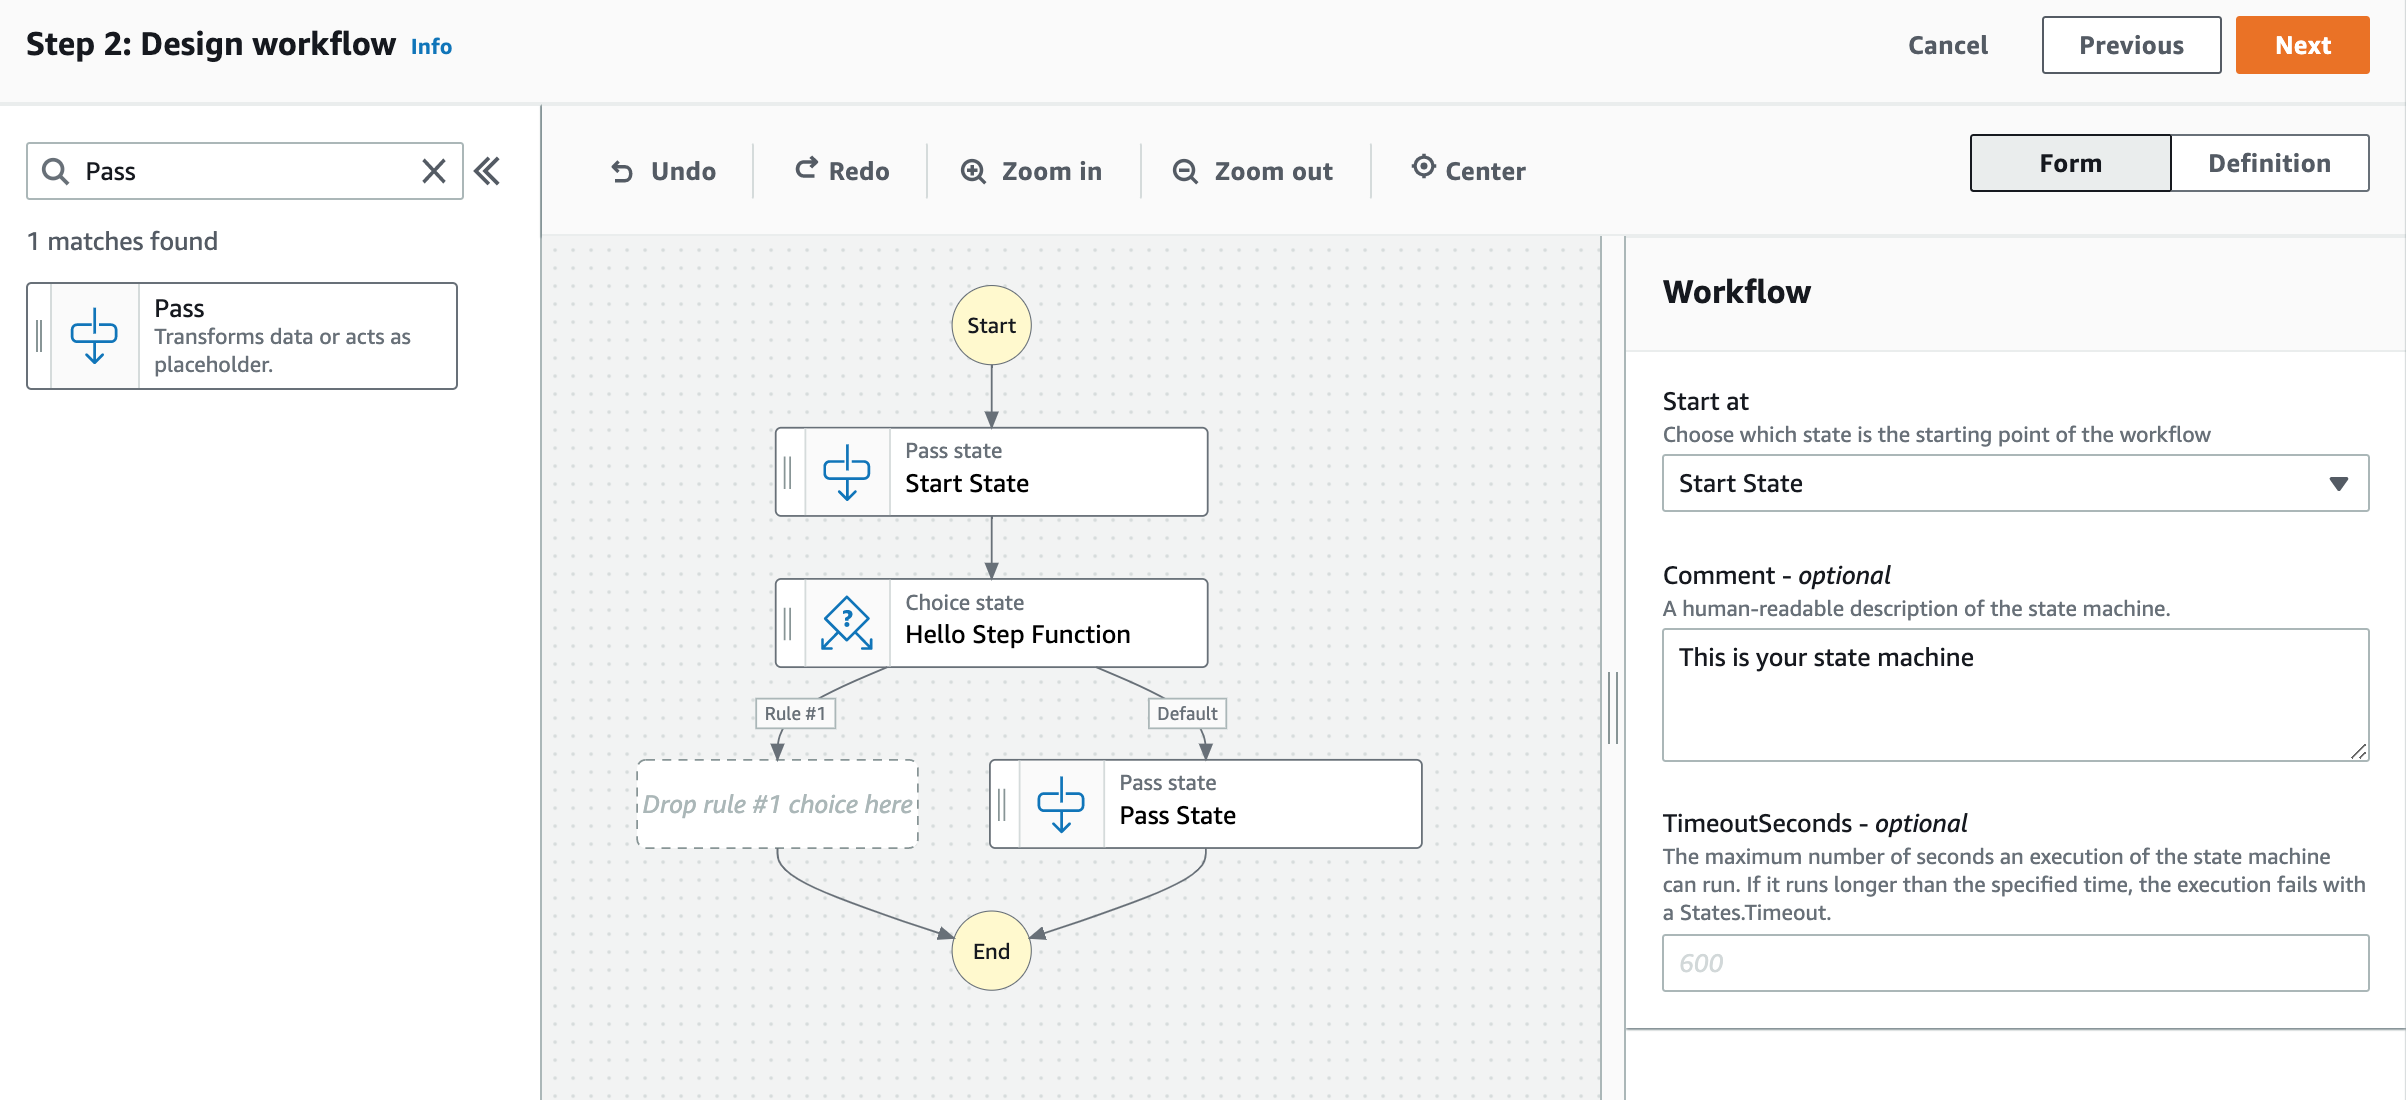 Step 2: Design workflow Info
Cancel
Previous
Next
Pass
1 matches found
Pass
Transforms data or acts as
placeholder.
Undo
Redo
Zoom in
Zoom out
Center
Form
Definition
Start
Pass state
Start State
Choice state
?
Hello Step Function
Rule #1
Default
Drop rule #1 choice here
Pass state
Pass State
End
Workflow
Start at
Choose which state is the starting point of the workflow
Start State
Comment - optional
A human-readable description of the state machine.
This is your state machine
TimeoutSeconds - optional
The maximum number of seconds an execution of the state machine
can run. If it runs longer than the specified time, the execution fails with
a States.Timeout.
600